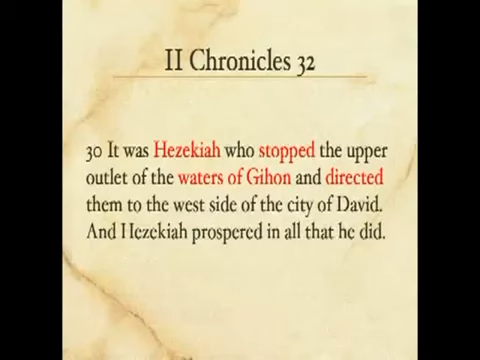 II Chronicles 32
30 It was Hezekiah who stopped the upper
outlet of the waters of Gihon and directed
them to the west side of the city of David.
And Hezekiah prospered in all that he did.